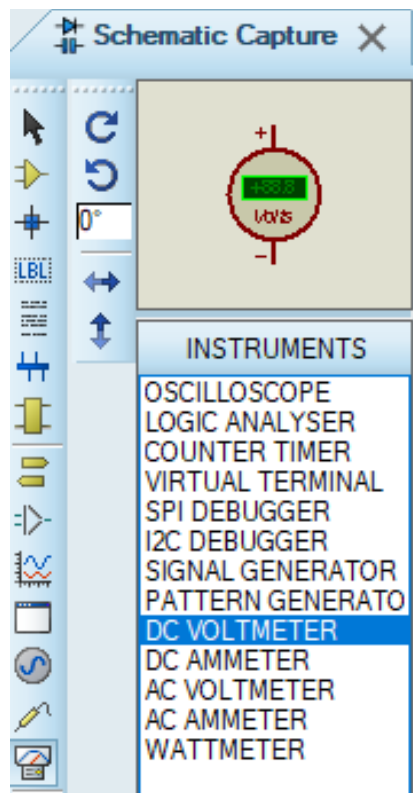 Schematic Capture
+
+88.8
Volts
−
0°
LBL
INSTRUMENTS
OSCILLOSCOPE
LOGIC ANALYSER
COUNTER TIMER
VIRTUAL TERMINAL
SPI DEBUGGER
I2C DEBUGGER
SIGNAL GENERATOR
PATTERN GENERATO
DC VOLTMETER
DC AMMETER
AC VOLTMETER
AC AMMETER
WATTMETER